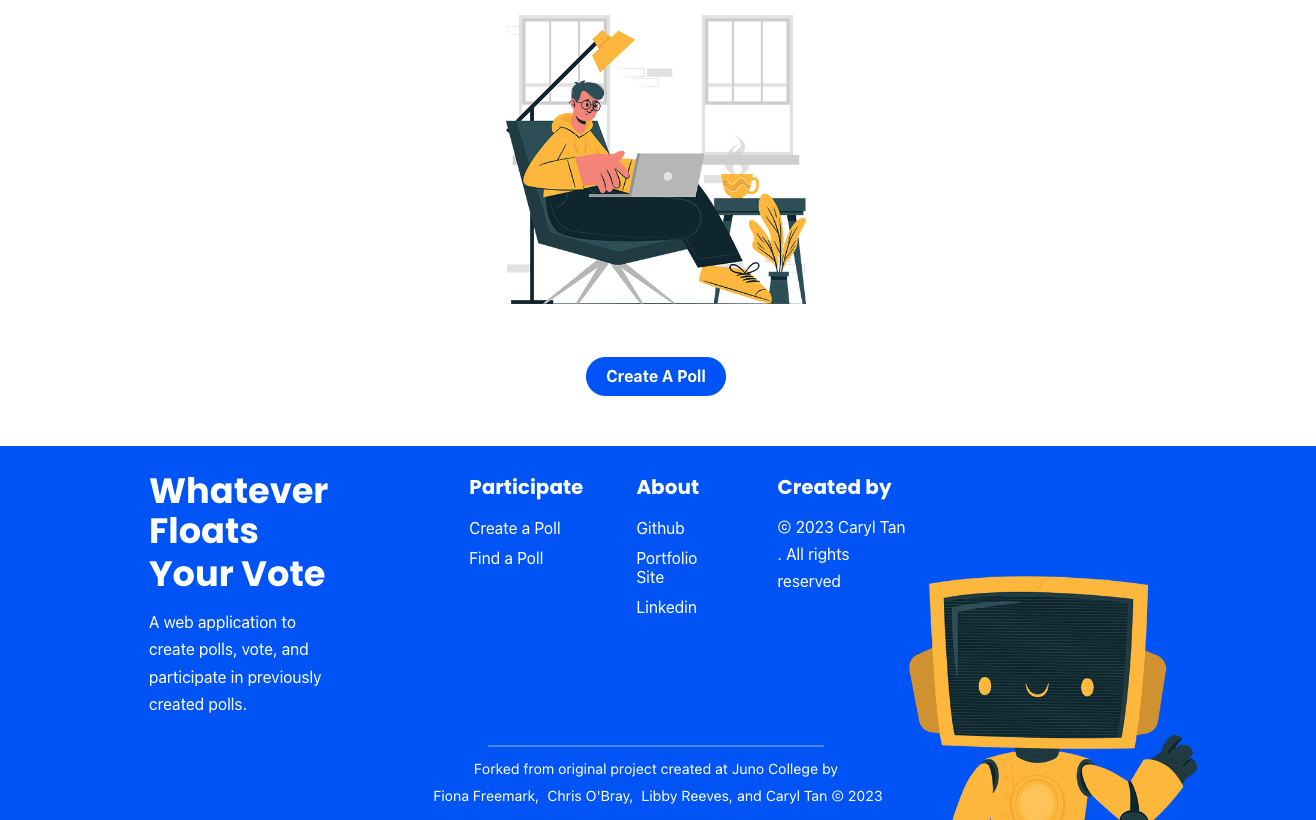 Create A Poll
Whatever
Floats
Your Vote
A web application to
create polls, vote, and
participate in previously
created polls.
Participate
Create a Poll
Find a Poll
About
Github
Portfolio
Site
Linkedin
Created by
© 2023 Caryl Tan
. All rights
reserved
Forked from original project created at Juno College by
Fiona Freemark,  Chris O'Bray,  Libby Reeves, and Caryl Tan © 2023